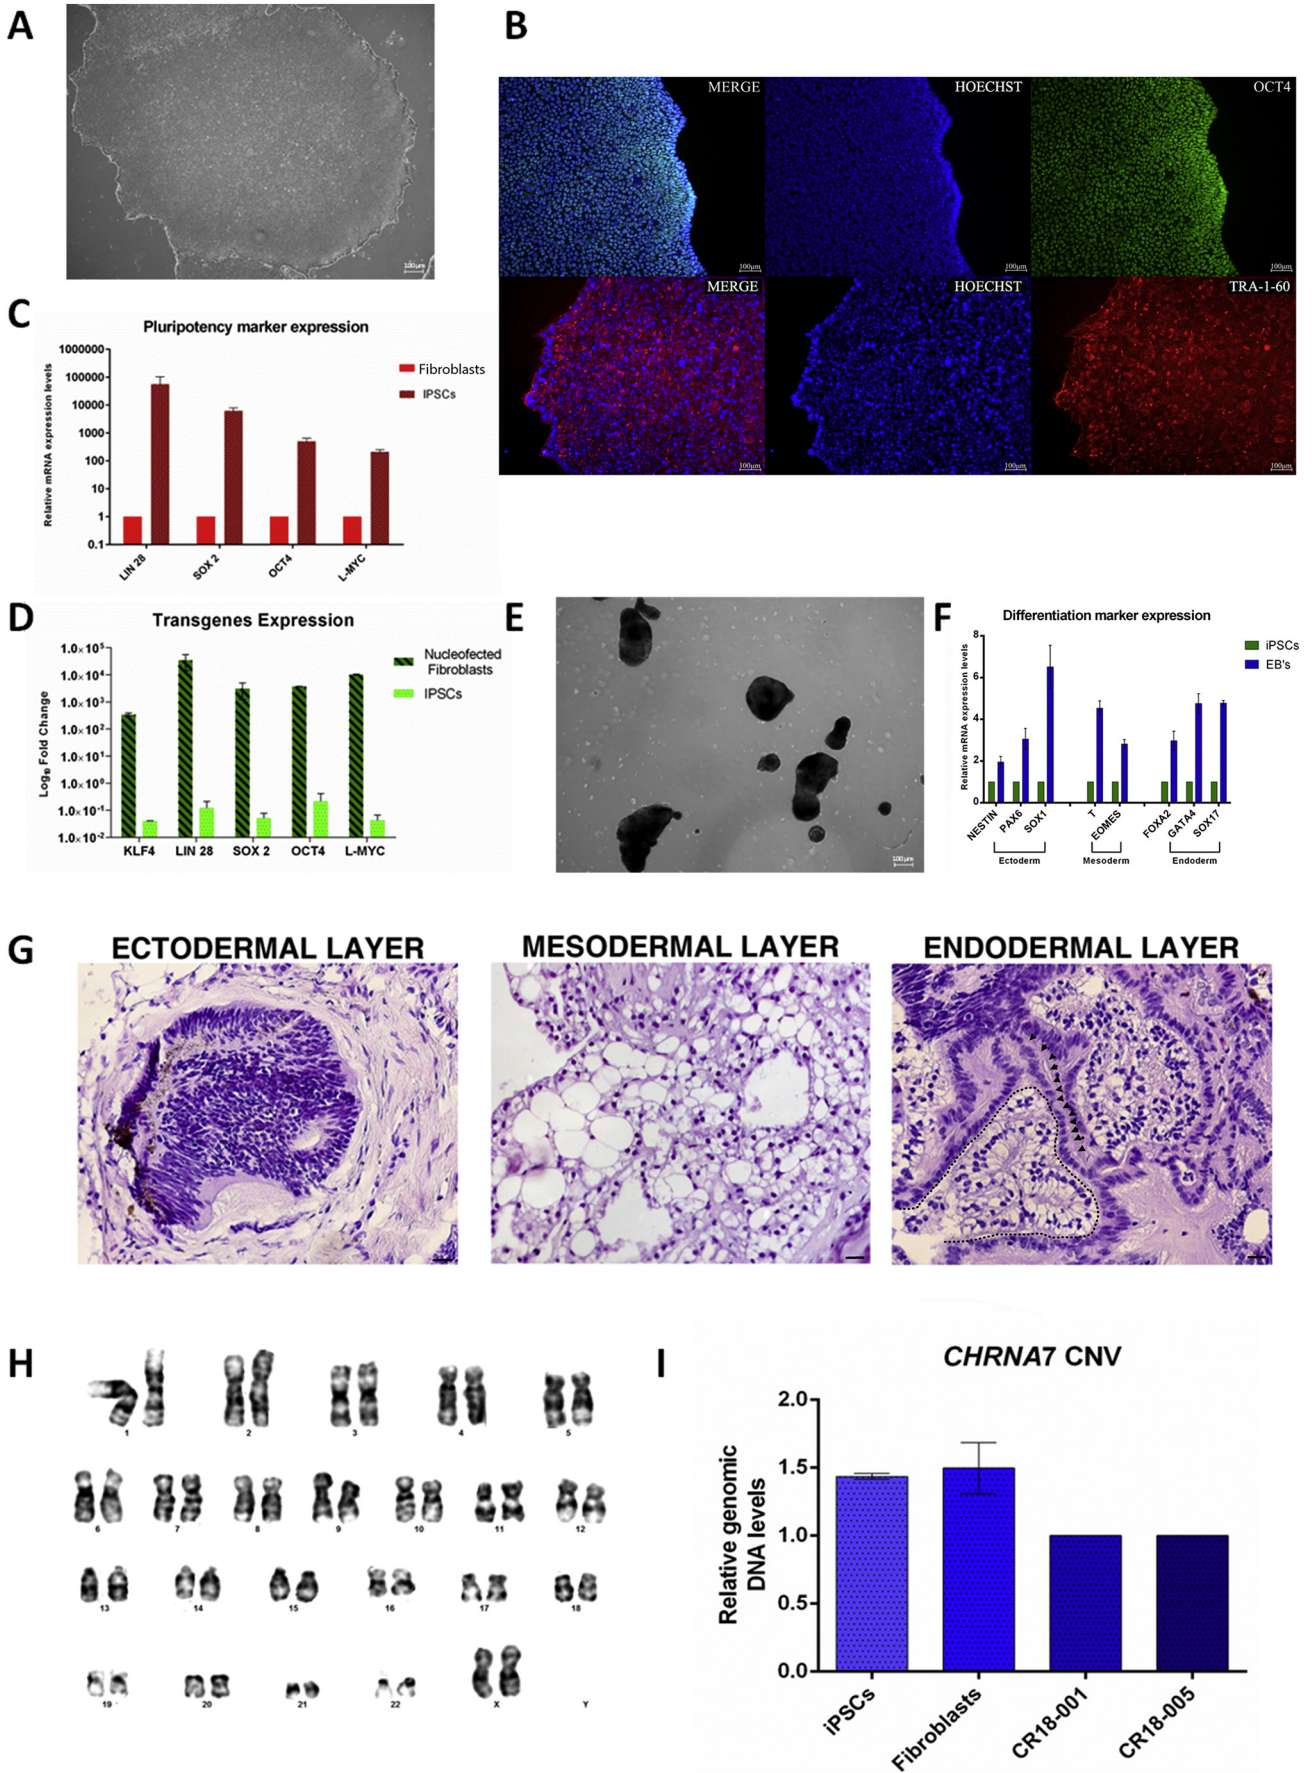 A
100µm
B
MERGE
HOECHST
OCT4
100µm
100µm
100µm
MERGE
HOECHST
TRA-1-60
100µm
100µm
100µm
C
Pluripotency marker expression
Relative mRNA expression levels
1000000
100000
10000
1000
100
10
1
0.1
LIN 28
SOX 2
OCT4
L-MYC
Fibroblasts
IPSCs
D
Transgenes Expression
Log10 Fold Change
1.0×10^5
1.0×10^4
1.0×10^3
1.0×10^2
1.0×10^1
1.0×10^0
1.0×10^-1
1.0×10^-2
KLF4
LIN 28
SOX 2
OCT4
L-MYC
Nucleofected
Fibroblasts
IPSCs
E
100µm
F
Differentiation marker expression
Relative mRNA expression levels
8
6
4
2
0
NESTIN
PAX6
SOX1
T
EOMES
FOXA2
GATA4
SOX17
Ectoderm
Mesoderm
Endoderm
iPSCs
EB's
G
ECTODERMAL LAYER
MESODERMAL LAYER
ENDODERMAL LAYER
H
1 2 3 4 5
6 7 8 9 10 11 12
13 14 15 16 17 18
19 20 21 22 X Y
I
CHRNA7 CNV
Relative genomic
DNA levels
2.0
1.5
1.0
0.5
0.0
iPSCs
Fibroblasts
CR18-001
CR18-005